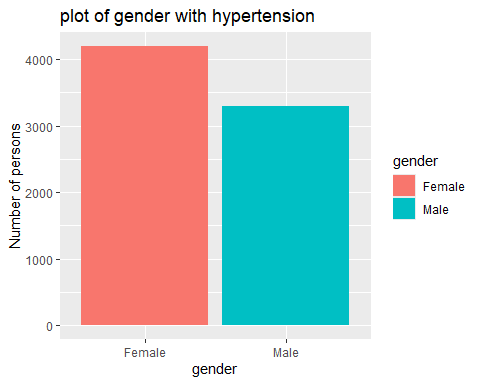 plot of gender with hypertension
Number of persons
4000
3000
2000
1000
0
Female
Male
gender
gender
Female
Male